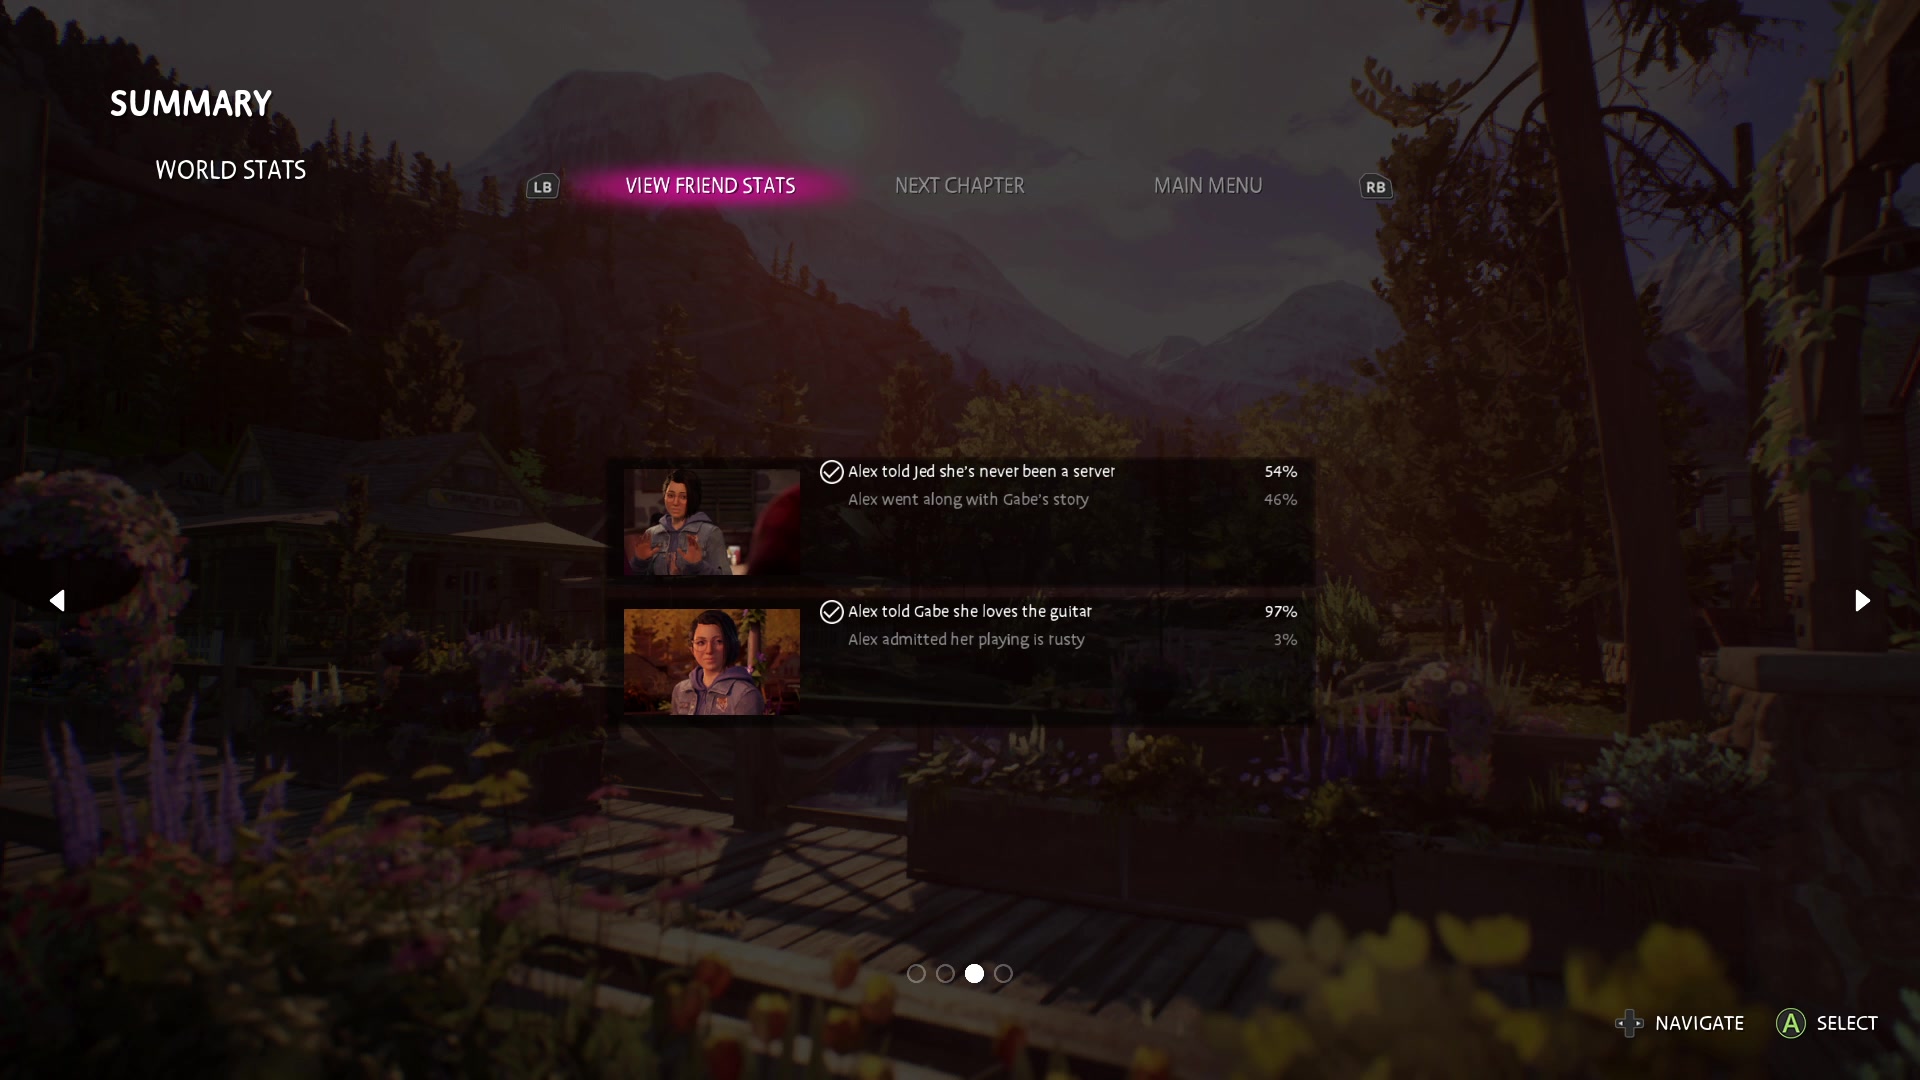 SUMMARY
WORLD STATS
LB
VIEW FRIEND STATS
NEXT CHAPTER
MAIN MENU
RB
Alex told Jed she's never been a server 54%
Alex went along with Gabe's story 46%
Alex told Gabe she loves the guitar 97%
Alex admitted her playing is rusty 3%
NAVIGATE
A SELECT